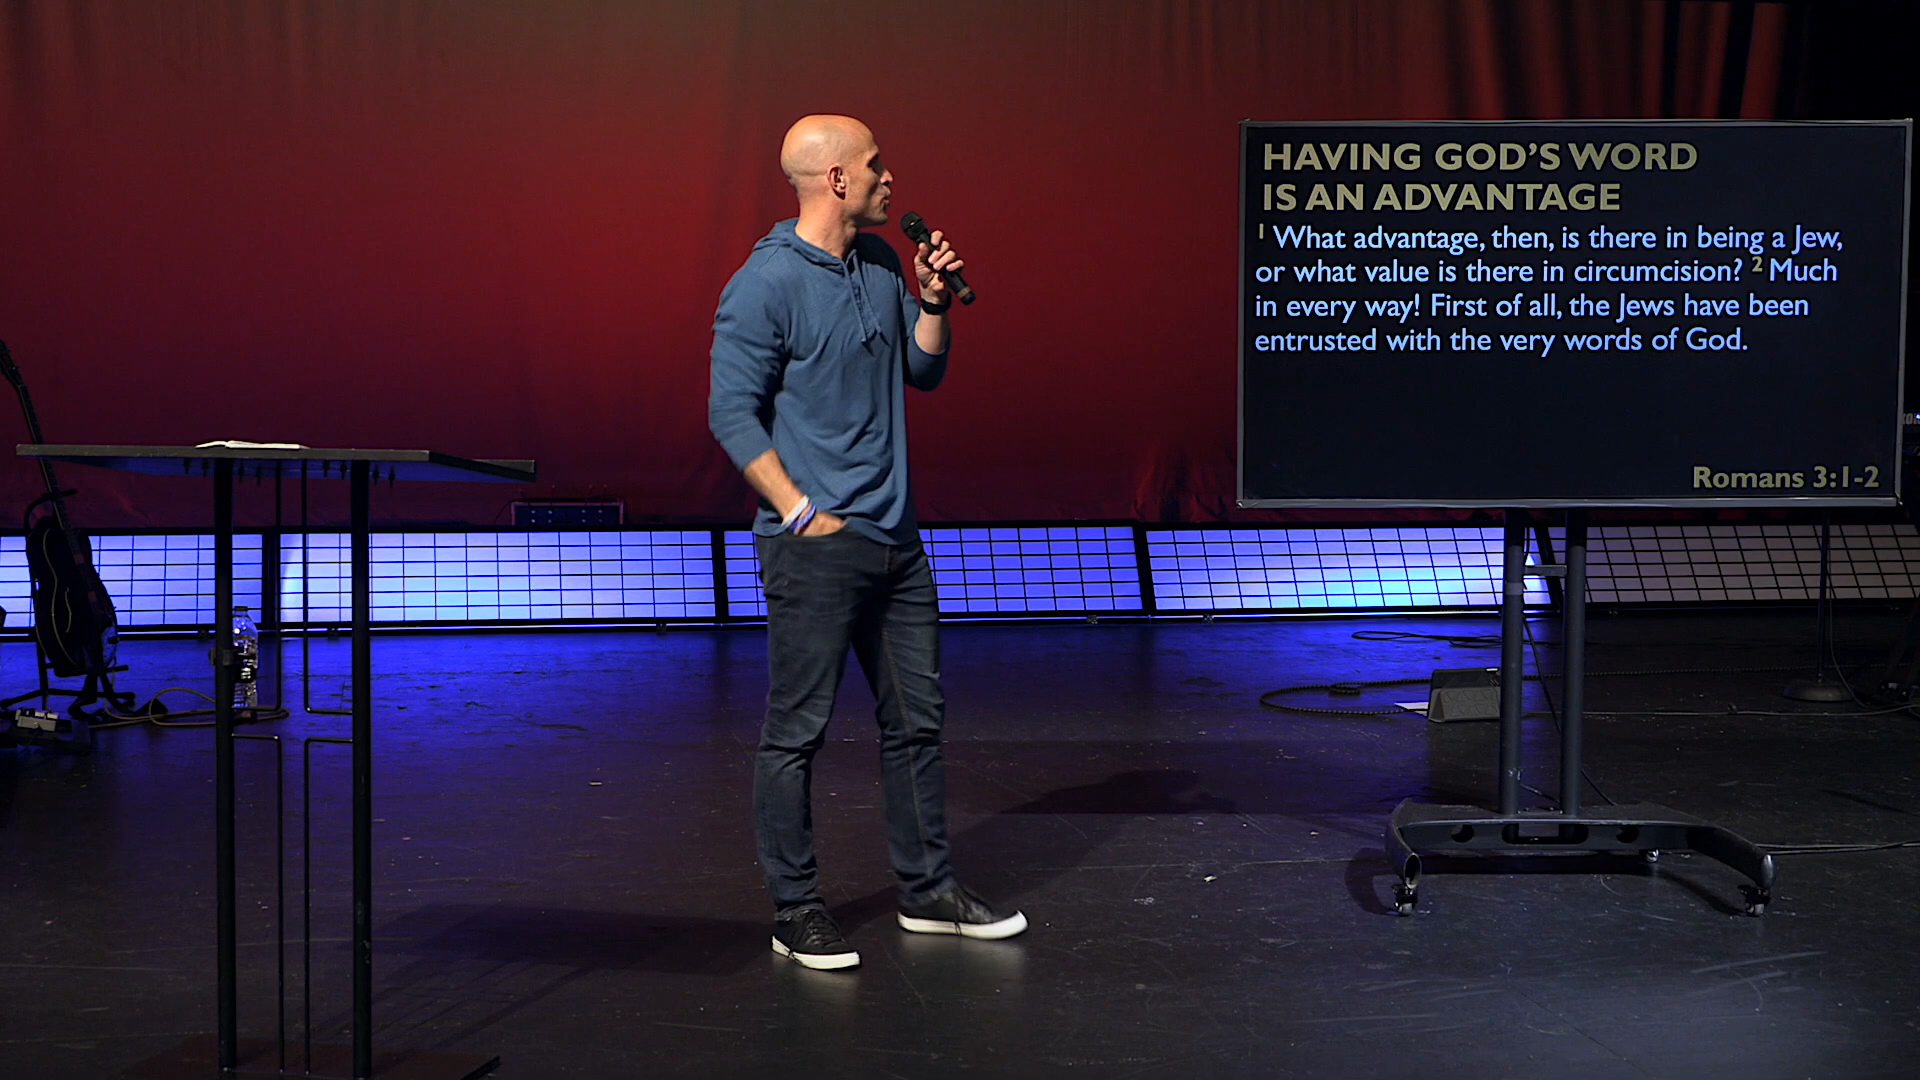 HAVING GOD'S WORD
IS AN ADVANTAGE
1 What advantage, then, is there in being a Jew,
or what value is there in circumcision? 2 Much
in every way! First of all, the Jews have been
entrusted with the very words of God.
Romans 3:1-2